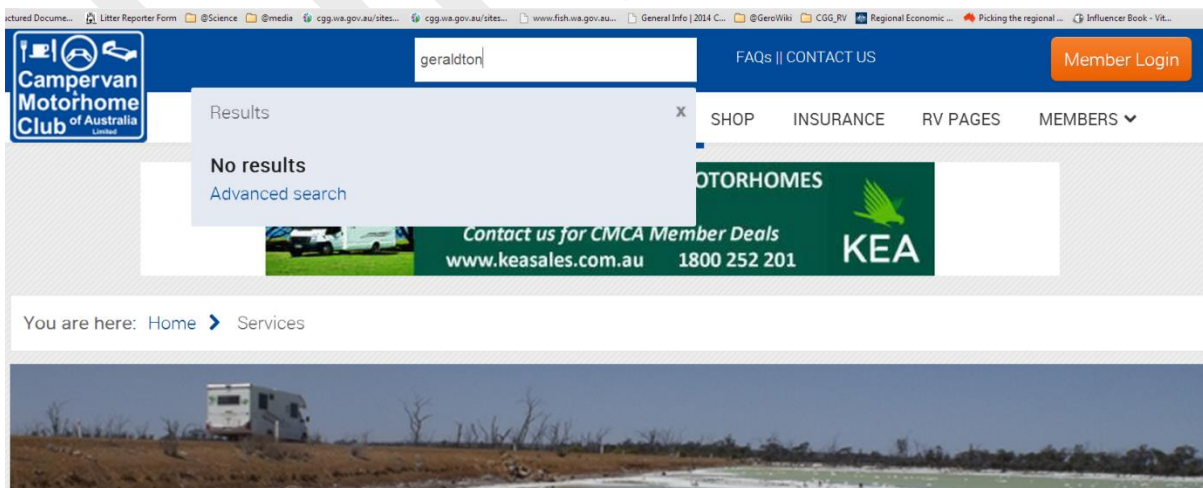 uctured Docume... Litter Reporter Form @Science @media cgg.wa.gov.au/sites... cgg.wa.gov.au/sites... www.fish.wa.gov.au... General Info | 2014 C... @GeroWiki CGG_RV Regional Economic ... Picking the regional ... Influencer Book - Vit...
Campervan
Motorhome
Club of Australia
Limited
geraldton
FAQs || CONTACT US
Member Login
Results x
SHOP INSURANCE RV PAGES MEMBERS
No results
Advanced search
OTORHOMES
Contact us for CMCA Member Deals
www.keasales.com.au 1800 252 201
KEA
You are here: Home Services